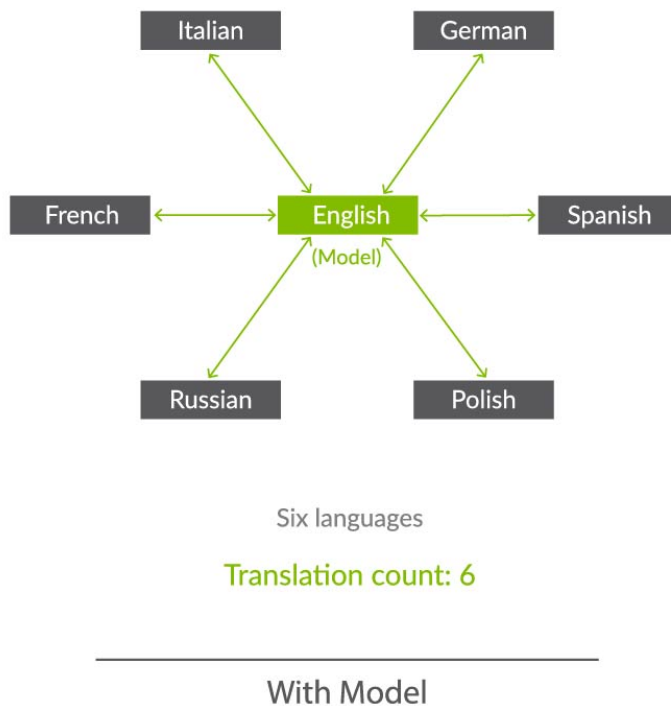 Italian
German
French
English
Spanish
(Model)
Russian
Polish
Six languages
Translation count: 6
With Model